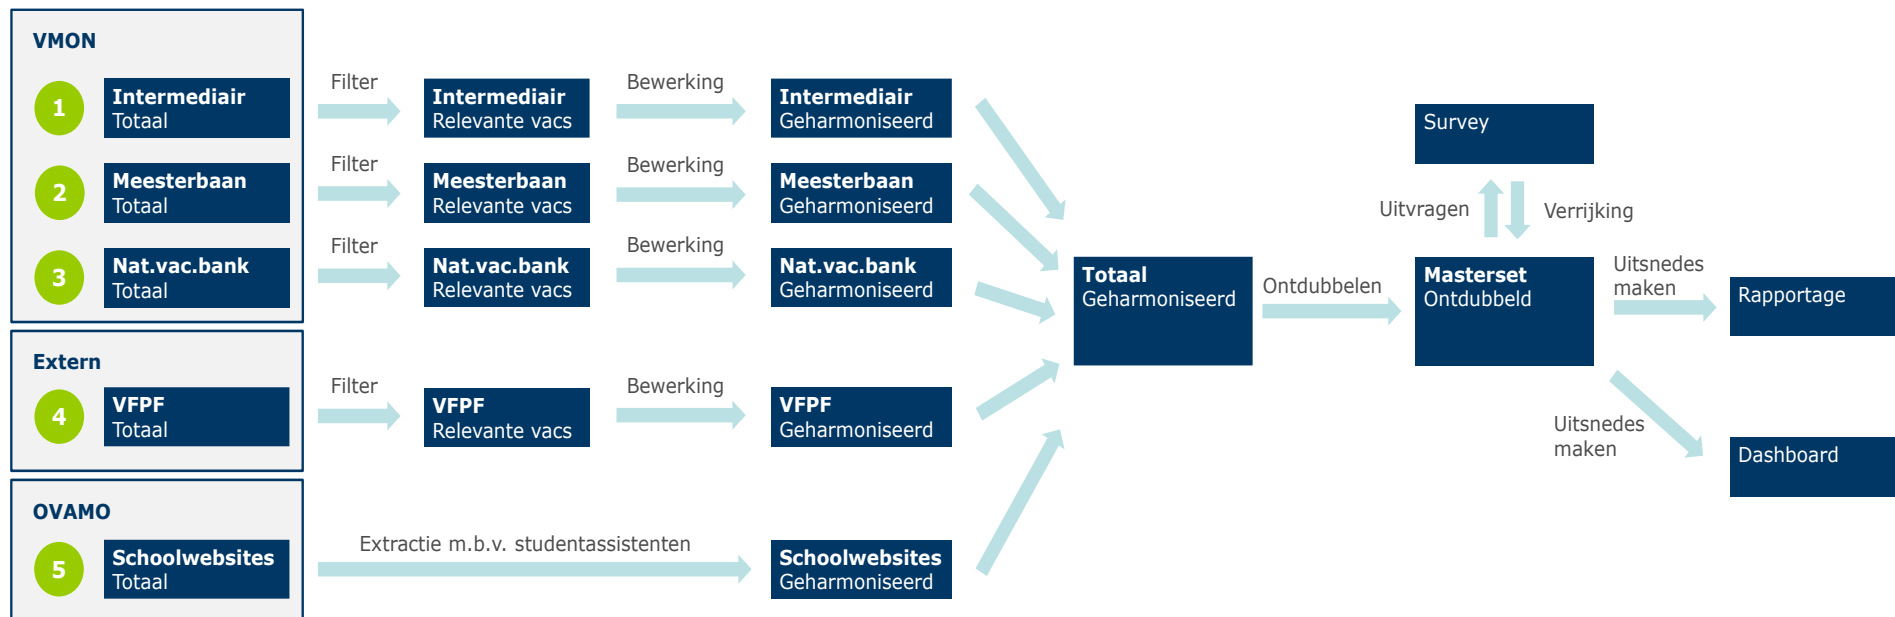 VMON
1
Intermediair
Totaal
Filter
Intermediair
Relevante vacs
Bewerking
Intermediair
Geharmoniseerd
2
Meesterbaan
Totaal
Filter
Meesterbaan
Relevante vacs
Bewerking
Meesterbaan
Geharmoniseerd
3
Nat.vac.bank
Totaal
Filter
Nat.vac.bank
Relevante vacs
Bewerking
Nat.vac.bank
Geharmoniseerd
Extern
4
VFPF
Totaal
Filter
VFPF
Relevante vacs
Bewerking
VFPF
Geharmoniseerd
OVAMO
5
Schoolwebsites
Totaal
Extractie m.b.v. studentassistenten
Schoolwebsites
Geharmoniseerd
Totaal
Geharmoniseerd
Ontdubbelen
Masterset
Ontdubbeld
Survey
Uitvragen
Verrijking
Uitsnedes
maken
Rapportage
Uitsnedes
maken
Dashboard